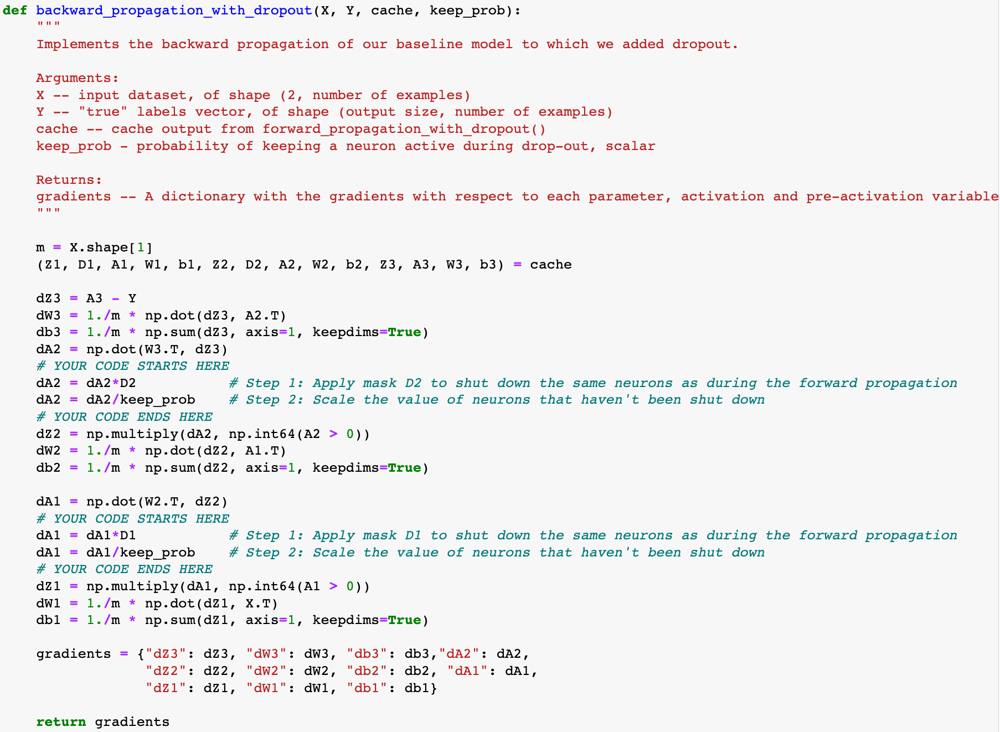 def backward_propagation_with_dropout(X, Y, cache, keep_prob):
    """
    Implements the backward propagation of our baseline model to which we added dropout.

    Arguments:
    X -- input dataset, of shape (2, number of examples)
    Y -- "true" labels vector, of shape (output size, number of examples)
    cache -- cache output from forward_propagation_with_dropout()
    keep_prob - probability of keeping a neuron active during drop-out, scalar

    Returns:
    gradients -- A dictionary with the gradients with respect to each parameter, activation and pre-activation variable
    """

    m = X.shape[1]
    (Z1, D1, A1, W1, b1, Z2, D2, A2, W2, b2, Z3, A3, W3, b3) = cache

    dZ3 = A3 - Y
    dW3 = 1./m * np.dot(dZ3, A2.T)
    db3 = 1./m * np.sum(dZ3, axis=1, keepdims=True)
    dA2 = np.dot(W3.T, dZ3)
    # YOUR CODE STARTS HERE
    dA2 = dA2*D2           # Step 1: Apply mask D2 to shut down the same neurons as during the forward propagation
    dA2 = dA2/keep_prob    # Step 2: Scale the value of neurons that haven't been shut down
    # YOUR CODE ENDS HERE
    dZ2 = np.multiply(dA2, np.int64(A2 > 0))
    dW2 = 1./m * np.dot(dZ2, A1.T)
    db2 = 1./m * np.sum(dZ2, axis=1, keepdims=True)

    dA1 = np.dot(W2.T, dZ2)
    # YOUR CODE STARTS HERE
    dA1 = dA1*D1           # Step 1: Apply mask D1 to shut down the same neurons as during the forward propagation
    dA1 = dA1/keep_prob    # Step 2: Scale the value of neurons that haven't been shut down
    # YOUR CODE ENDS HERE
    dZ1 = np.multiply(dA1, np.int64(A1 > 0))
    dW1 = 1./m * np.dot(dZ1, X.T)
    db1 = 1./m * np.sum(dZ1, axis=1, keepdims=True)

    gradients = {"dZ3": dZ3, "dW3": dW3, "db3": db3,"dA2": dA2,
                 "dZ2": dZ2, "dW2": dW2, "db2": db2, "dA1": dA1,
                 "dZ1": dZ1, "dW1": dW1, "db1": db1}

    return gradients